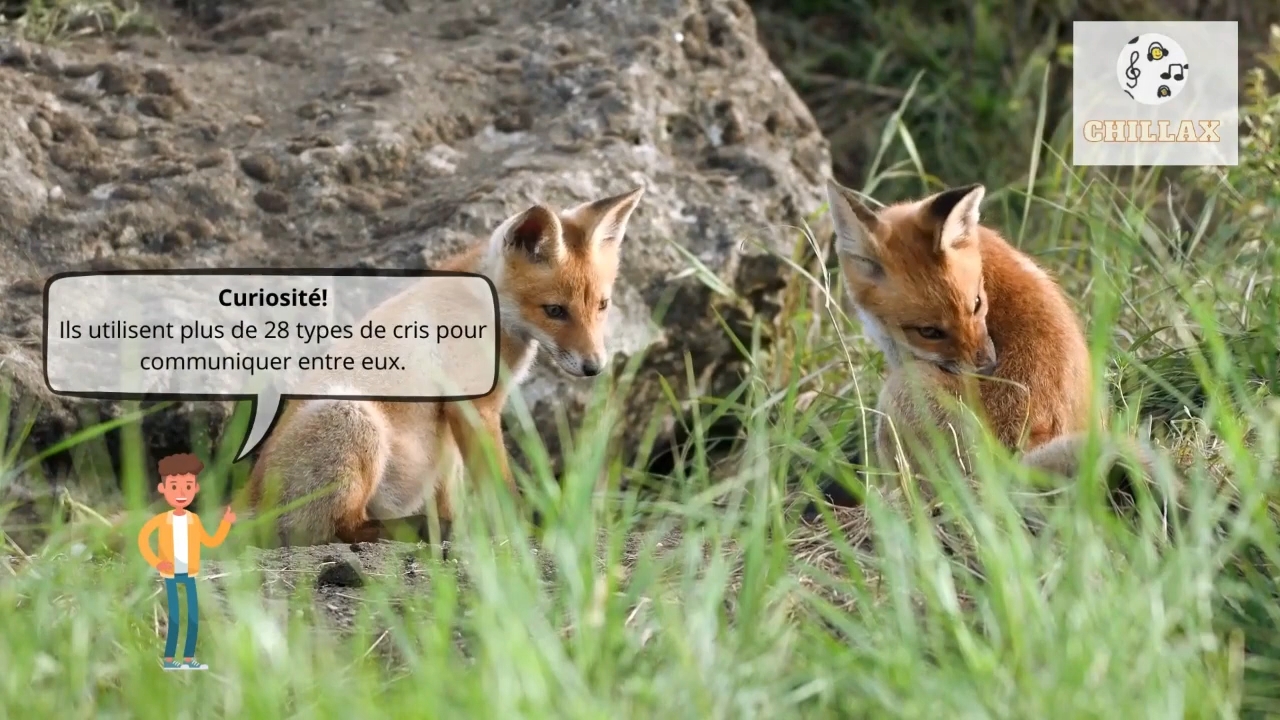 CHILLAX
Curiosité!
Ils utilisent plus de 28 types de cris pour
communiquer entre eux.